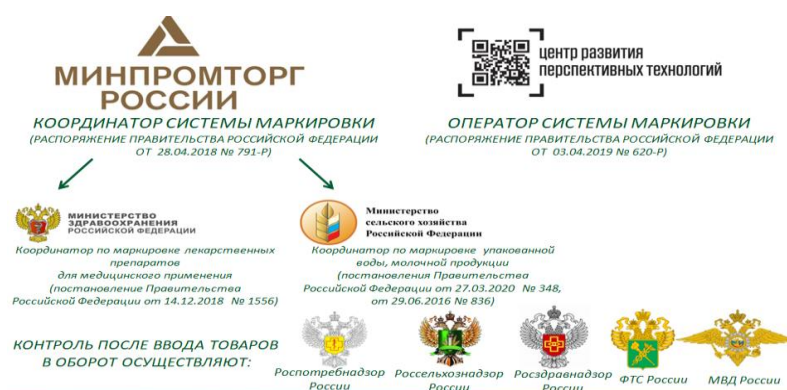 МИНПРОМТОРГ
РОССИИ
КООРДИНАТОР СИСТЕМЫ МАРКИРОВКИ
(РАСПОРЯЖЕНИЕ ПРАВИТЕЛЬСТВА РОССИЙСКОЙ ФЕДЕРАЦИИ
ОТ 28.04.2018 № 791-Р)
центр развития
перспективных технологий
ОПЕРАТОР СИСТЕМЫ МАРКИРОВКИ
(РАСПОРЯЖЕНИЕ ПРАВИТЕЛЬСТВА РОССИЙСКОЙ ФЕДЕРАЦИИ
ОТ 03.04.2019 № 620-Р)
МИНИСТЕРСТВО
ЗДРАВООХРАНЕНИЯ
РОССИЙСКОЙ ФЕДЕРАЦИИ
Координатор по маркировке лекарственных
препаратов
для медицинского применения
(постановление Правительства
Российской Федерации от 14.12.2018 № 1556)
Министерство
сельского хозяйства
Российской Федерации
Координатор по маркировке упакованной
воды, молочной продукции
(постановления Правительства
Российской Федерации от 27.03.2020 № 348,
от 29.06.2016 № 836)
КОНТРОЛЬ ПОСЛЕ ВВОДА ТОВАРОВ
В ОБОРОТ ОСУЩЕСТВЛЯЮТ:
Роспотребнадзор
России
Россельхознадзор
России
Росздравнадзор
России
ФТС России
МВД России